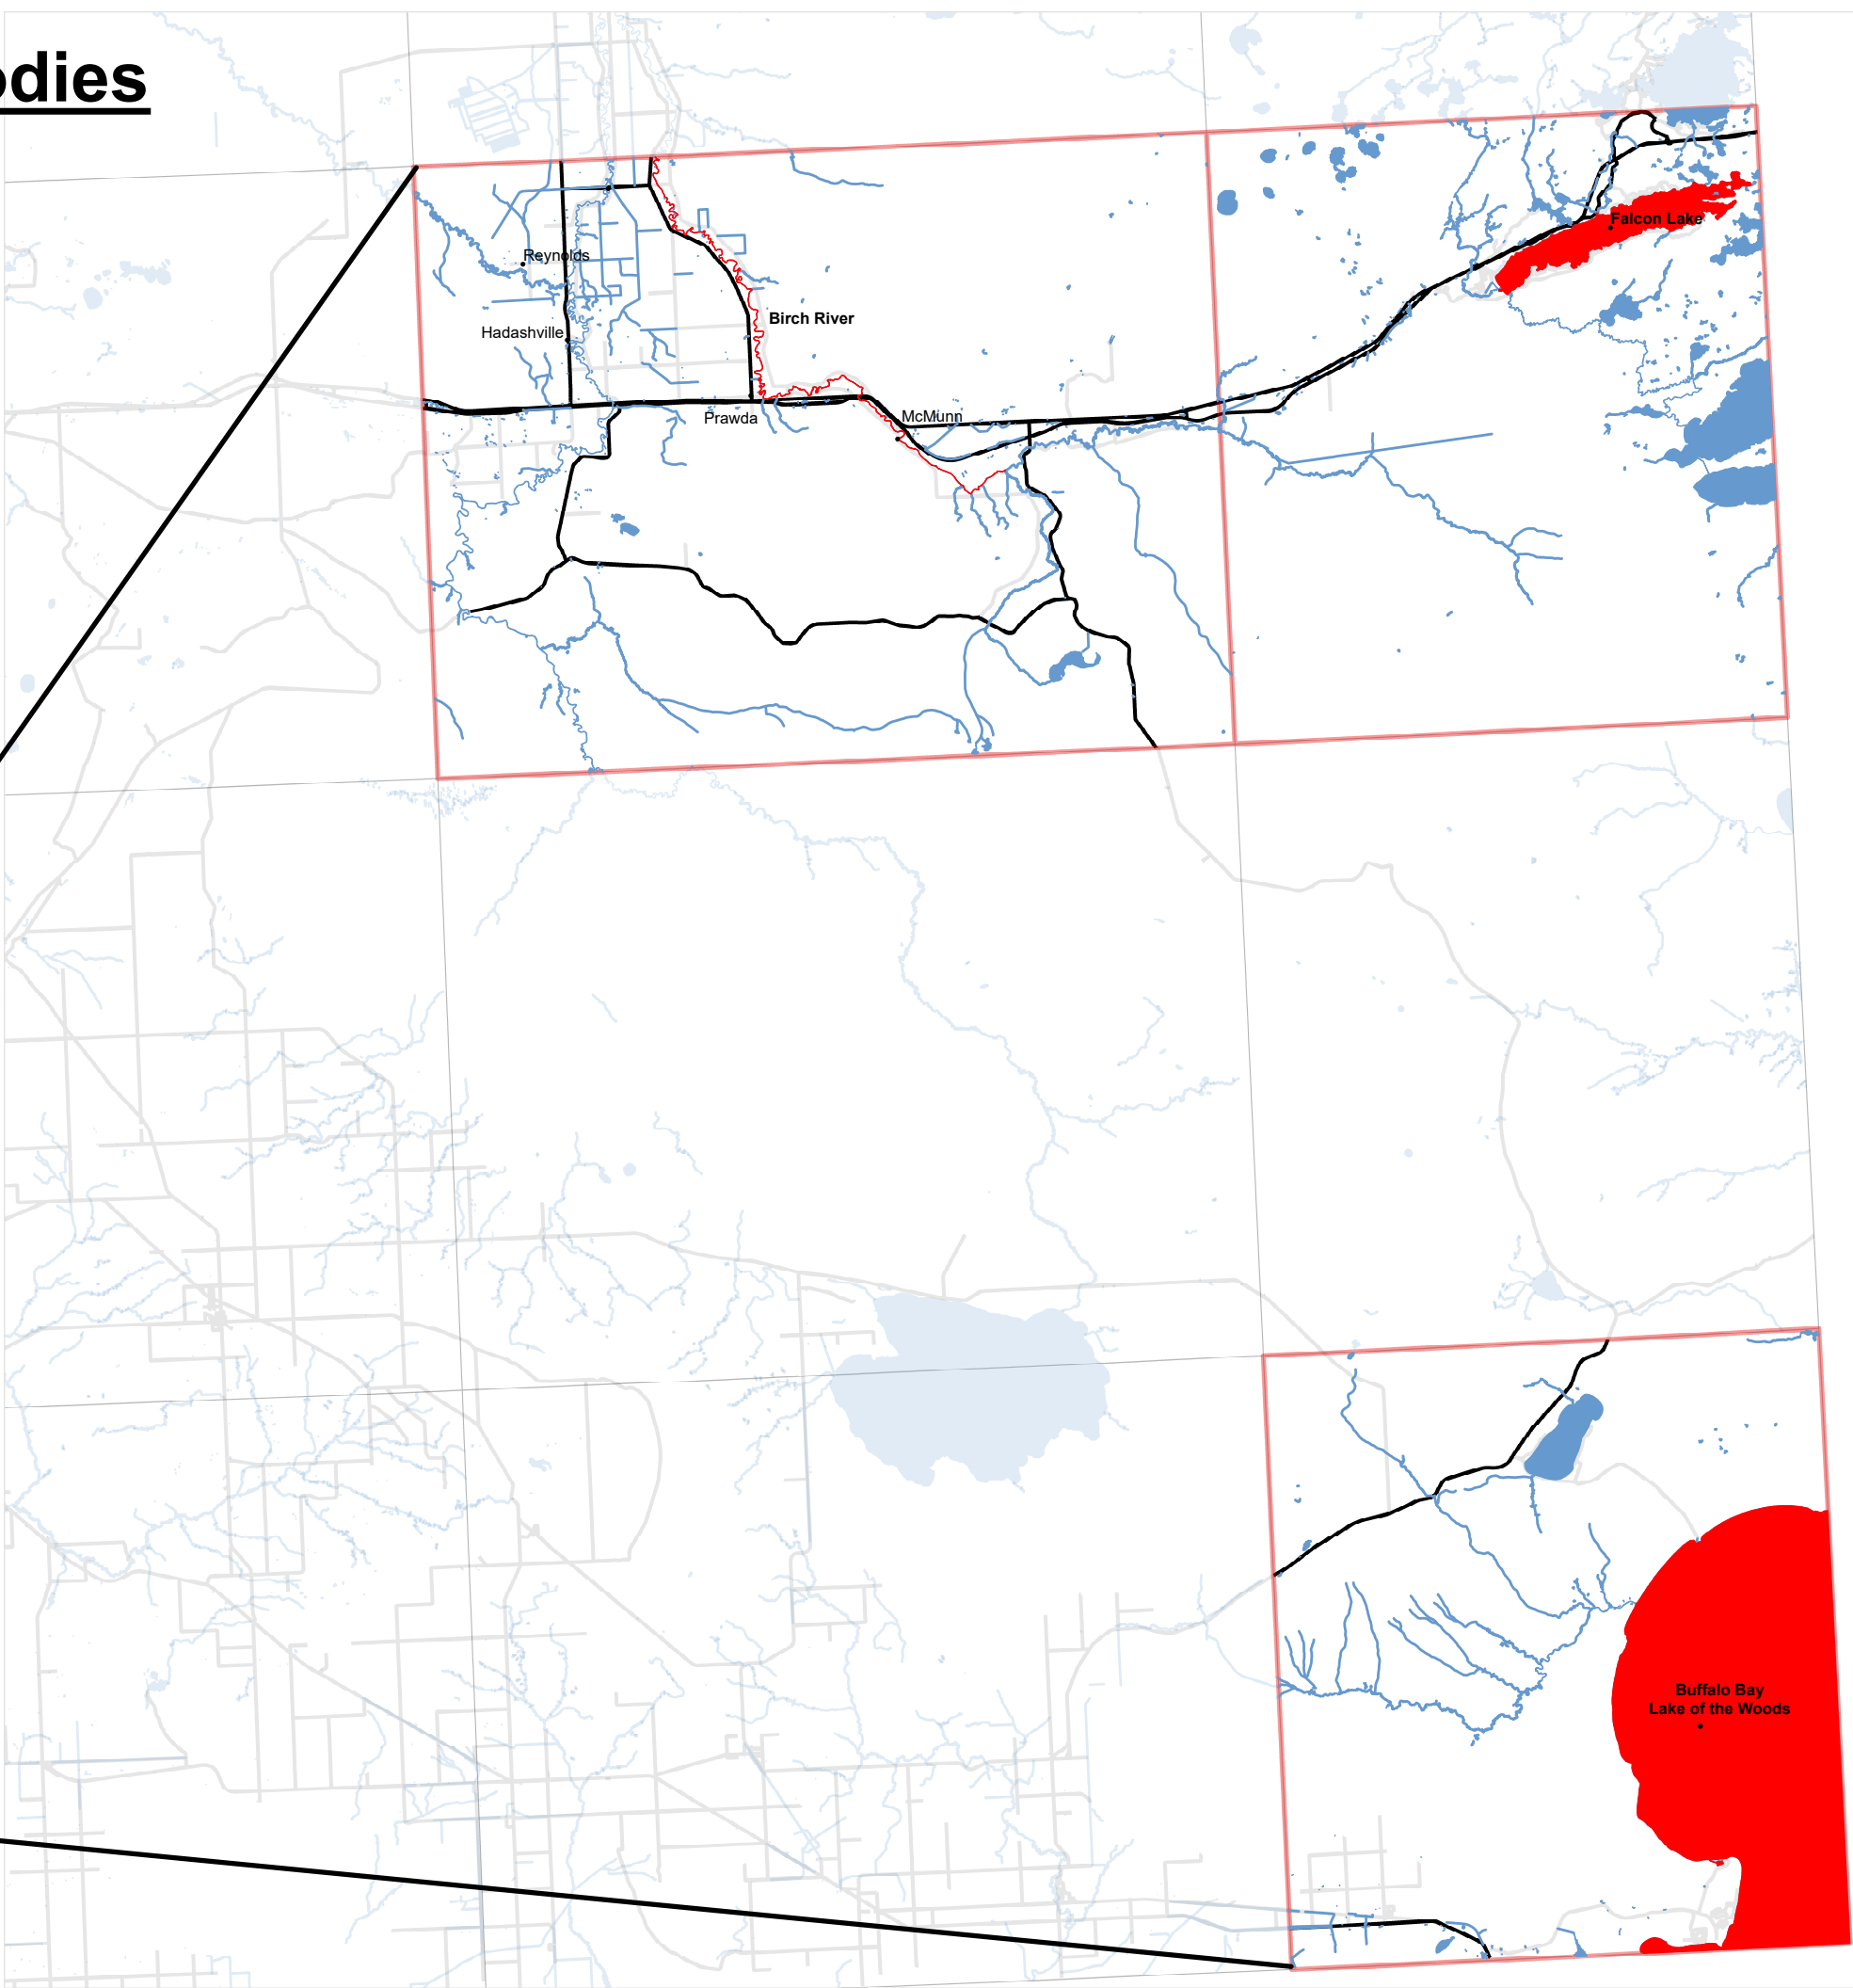 odies
Falcon Lake
Reynolds
Birch River
Hadashville
McMunn
Prawda
Buffalo Bay
Lake of the Woods